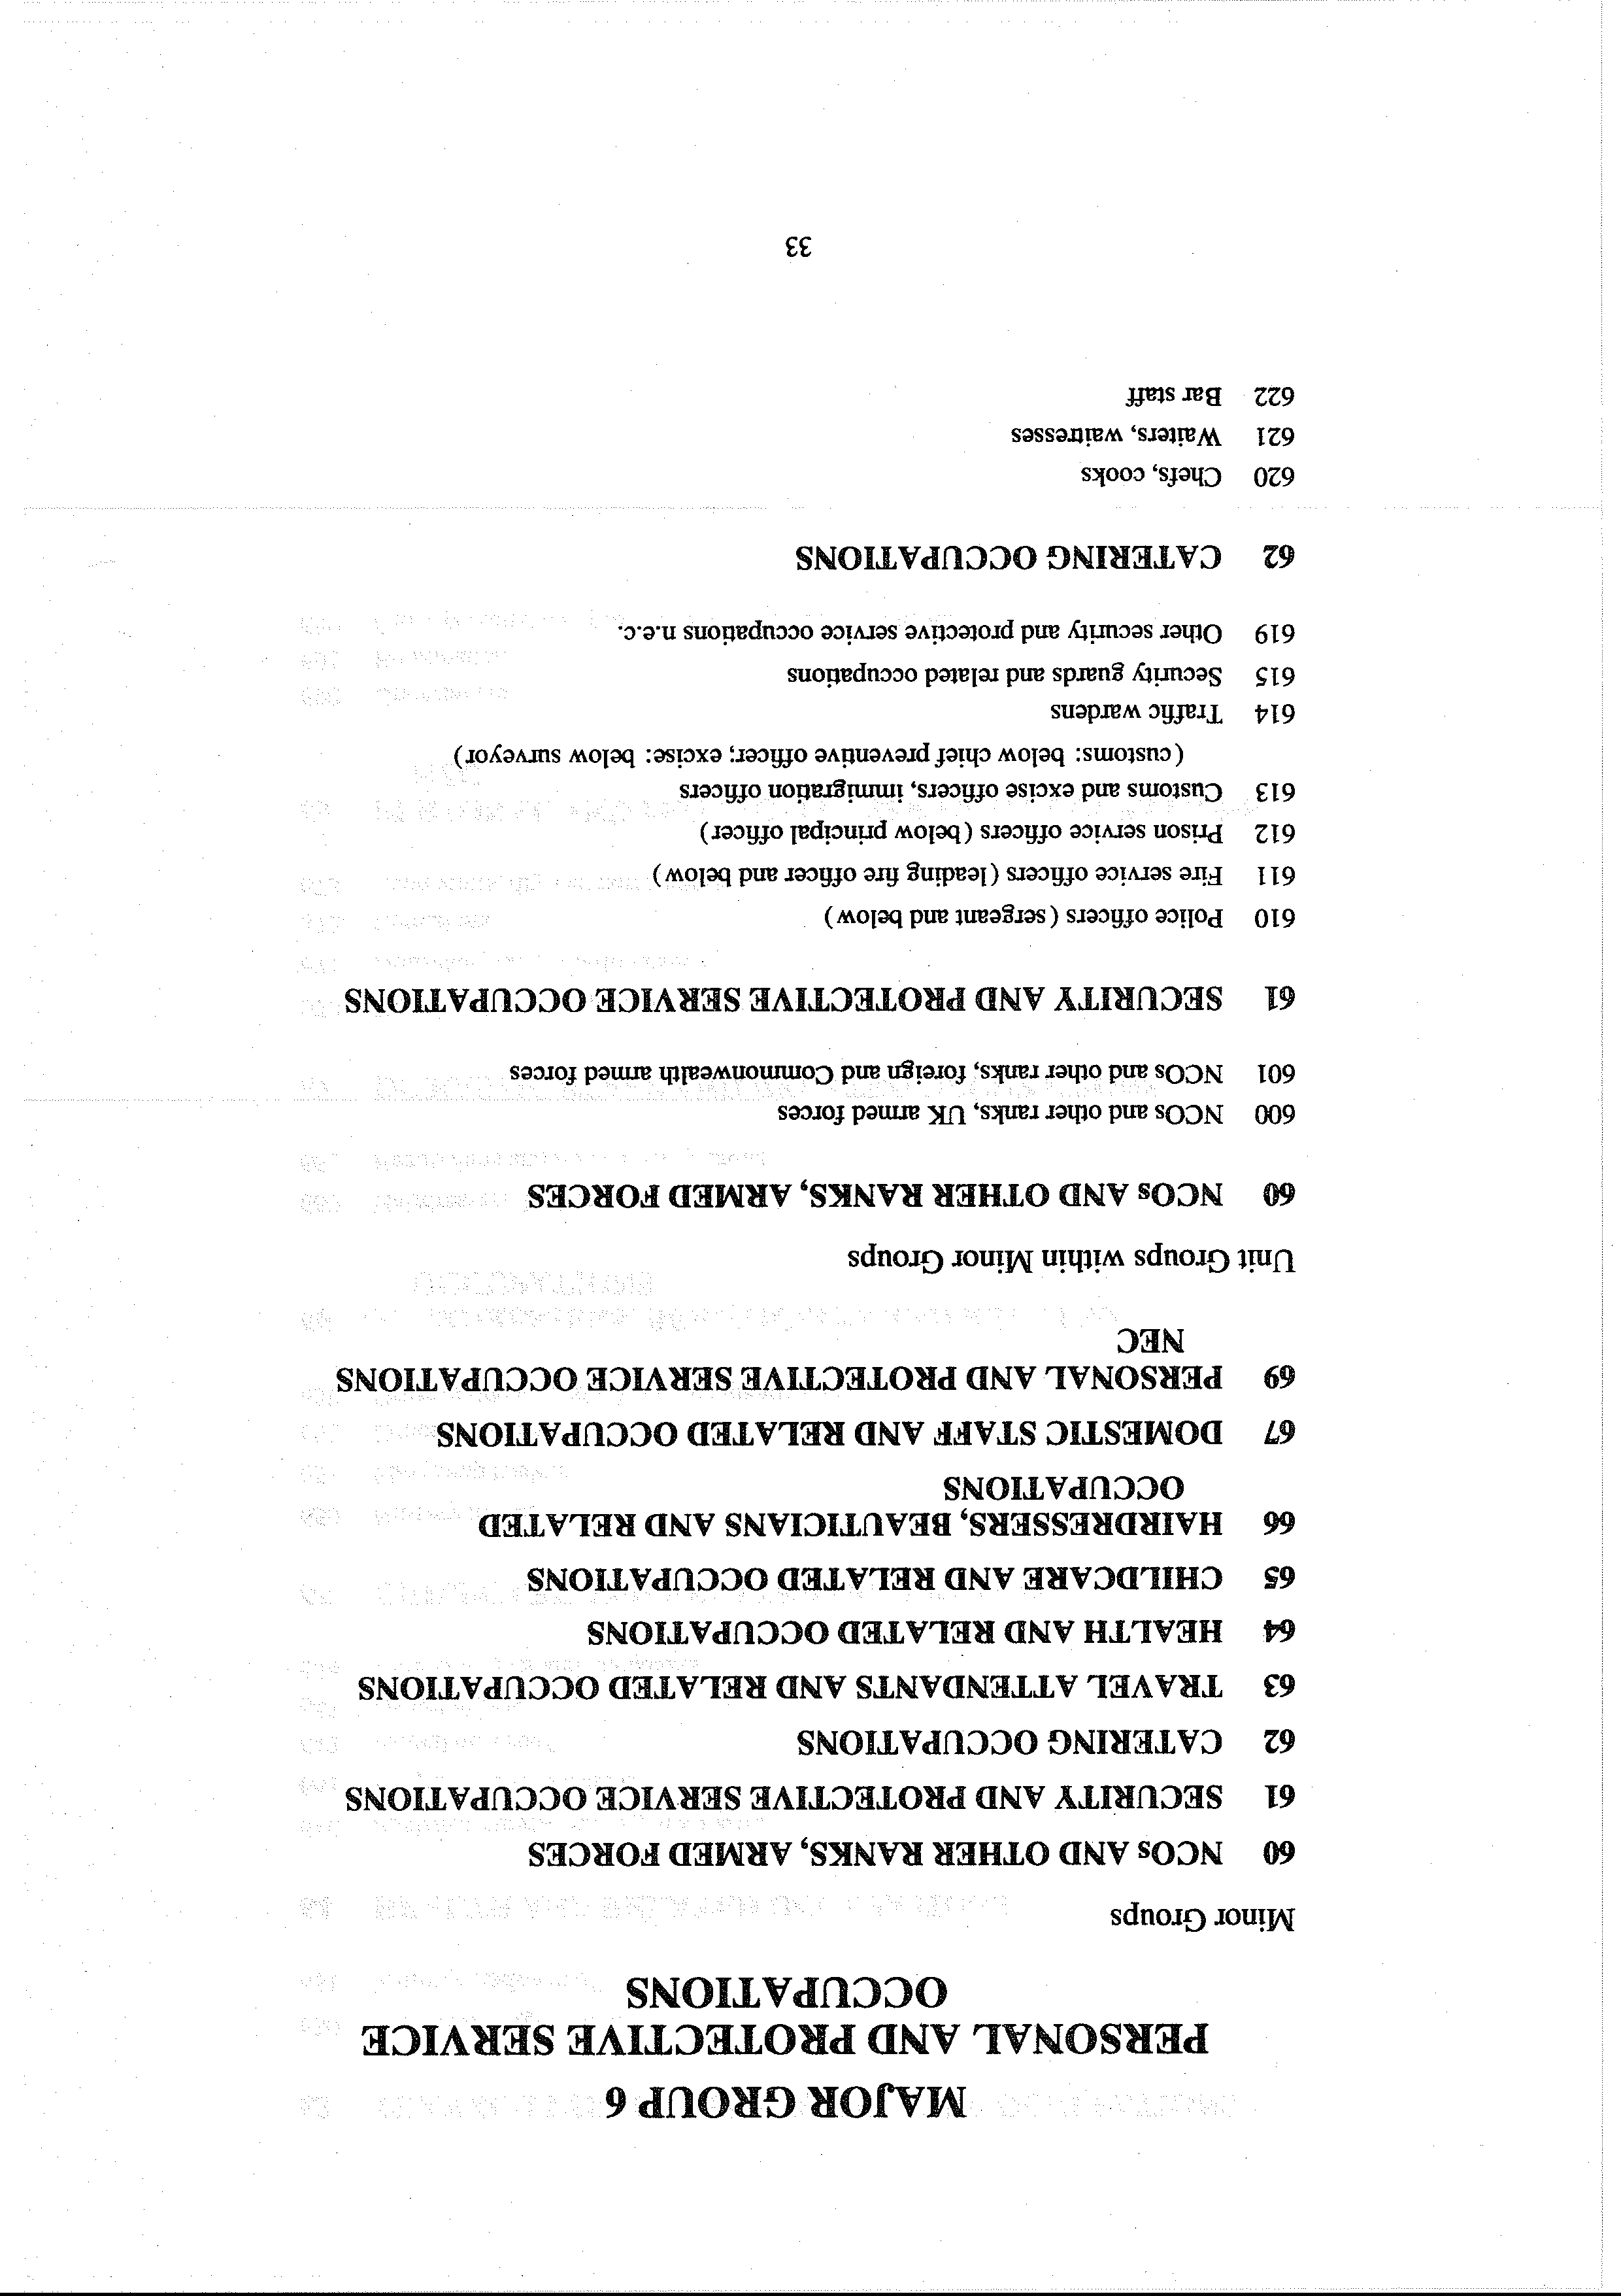 MAJOR GROUP 6
PERSONAL AND PROTECTIVE SERVICE
OCCUPATIONS
Minor Groups
60 NCOs AND OTHER RANKS, ARMED FORCES
61 SECURITY AND PROTECTIVE SERVICE OCCUPATIONS
62 CATERING OCCUPATIONS
63 TRAVEL ATTENDANTS AND RELATED OCCUPATIONS
64 HEALTH AND RELATED OCCUPATIONS
65 CHILDCARE AND RELATED OCCUPATIONS
66 HAIRDRESSERS, BEAUTICIANS AND RELATED
OCCUPATIONS
67 DOMESTIC STAFF AND RELATED OCCUPATIONS
69 PERSONAL AND PROTECTIVE SERVICE OCCUPATIONS
NEC
Unit Groups within Minor Groups
60 NCOs AND OTHER RANKS, ARMED FORCES
600 NCOs and other ranks, UK armed forces
601 NCOs and other ranks, foreign and Commonwealth armed forces
61 SECURITY AND PROTECTIVE SERVICE OCCUPATIONS
610 Police officers (sergeant and below)
611 Fire service officers (leading fire officer and below)
612 Prison service officers (below principal officer)
613 Customs and excise officers, immigration officers
(customs: below chief preventive officer; excise: below surveyor)
614 Traffic wardens
615 Security guards and related occupations
619 Other security and protective service occupations n.e.c.
62 CATERING OCCUPATIONS
620 Chefs, cooks
621 Waiters, waitresses
622 Bar staff
33